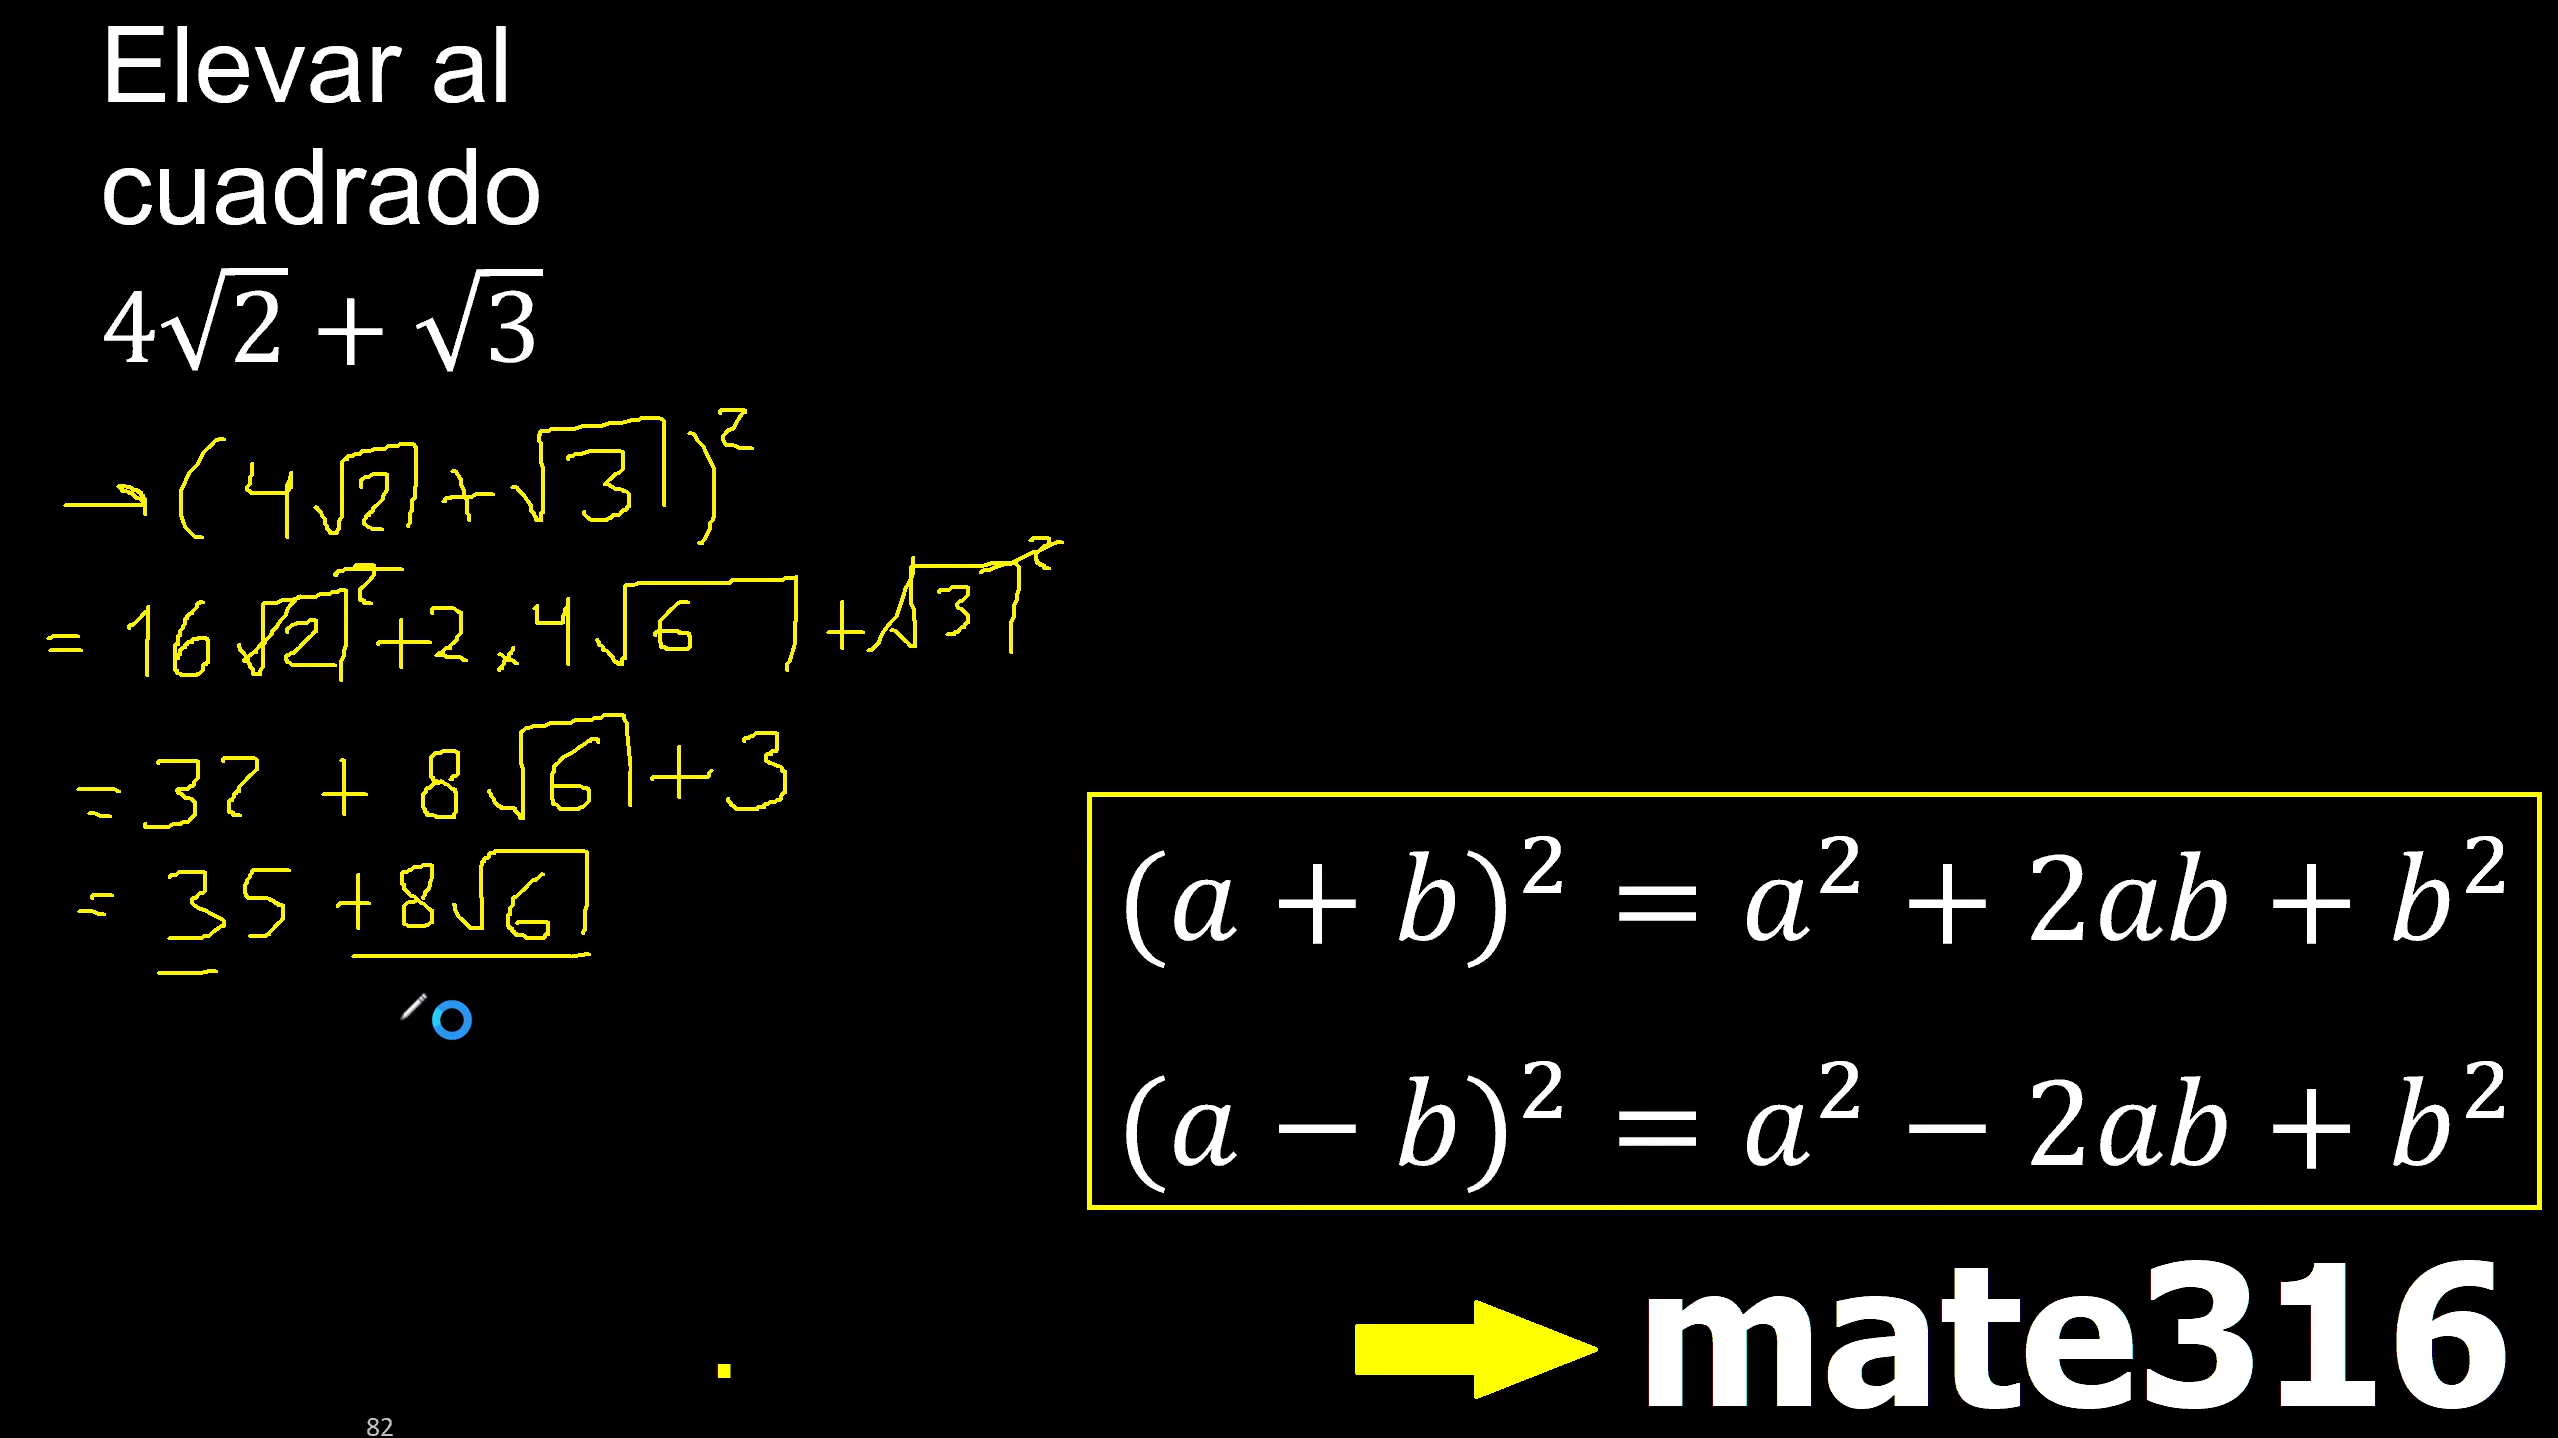 Elevar al
cuadrado
4√2 + √3
→ (4√2 + √3)²
= 16√2² + 2 × 4√6 + √3²
= 32 + 8√6 + 3
= 35 + 8√6
(a + b)² = a² + 2ab + b²
(a − b)² = a² − 2ab + b²
mate316
82